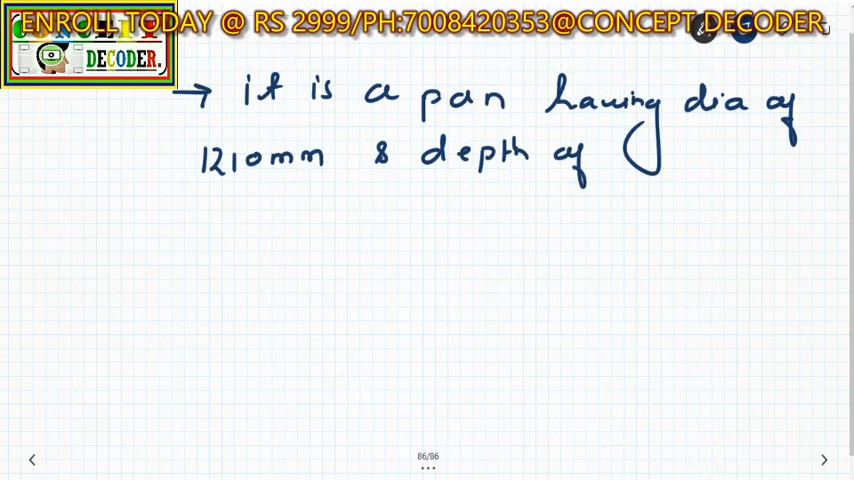 ENROLL TODAY @ RS 2999/PH:7008420353@CONCEPT DECODER
DECODER.
→ it is a pan having dia of
1210mm & depth of
86/86